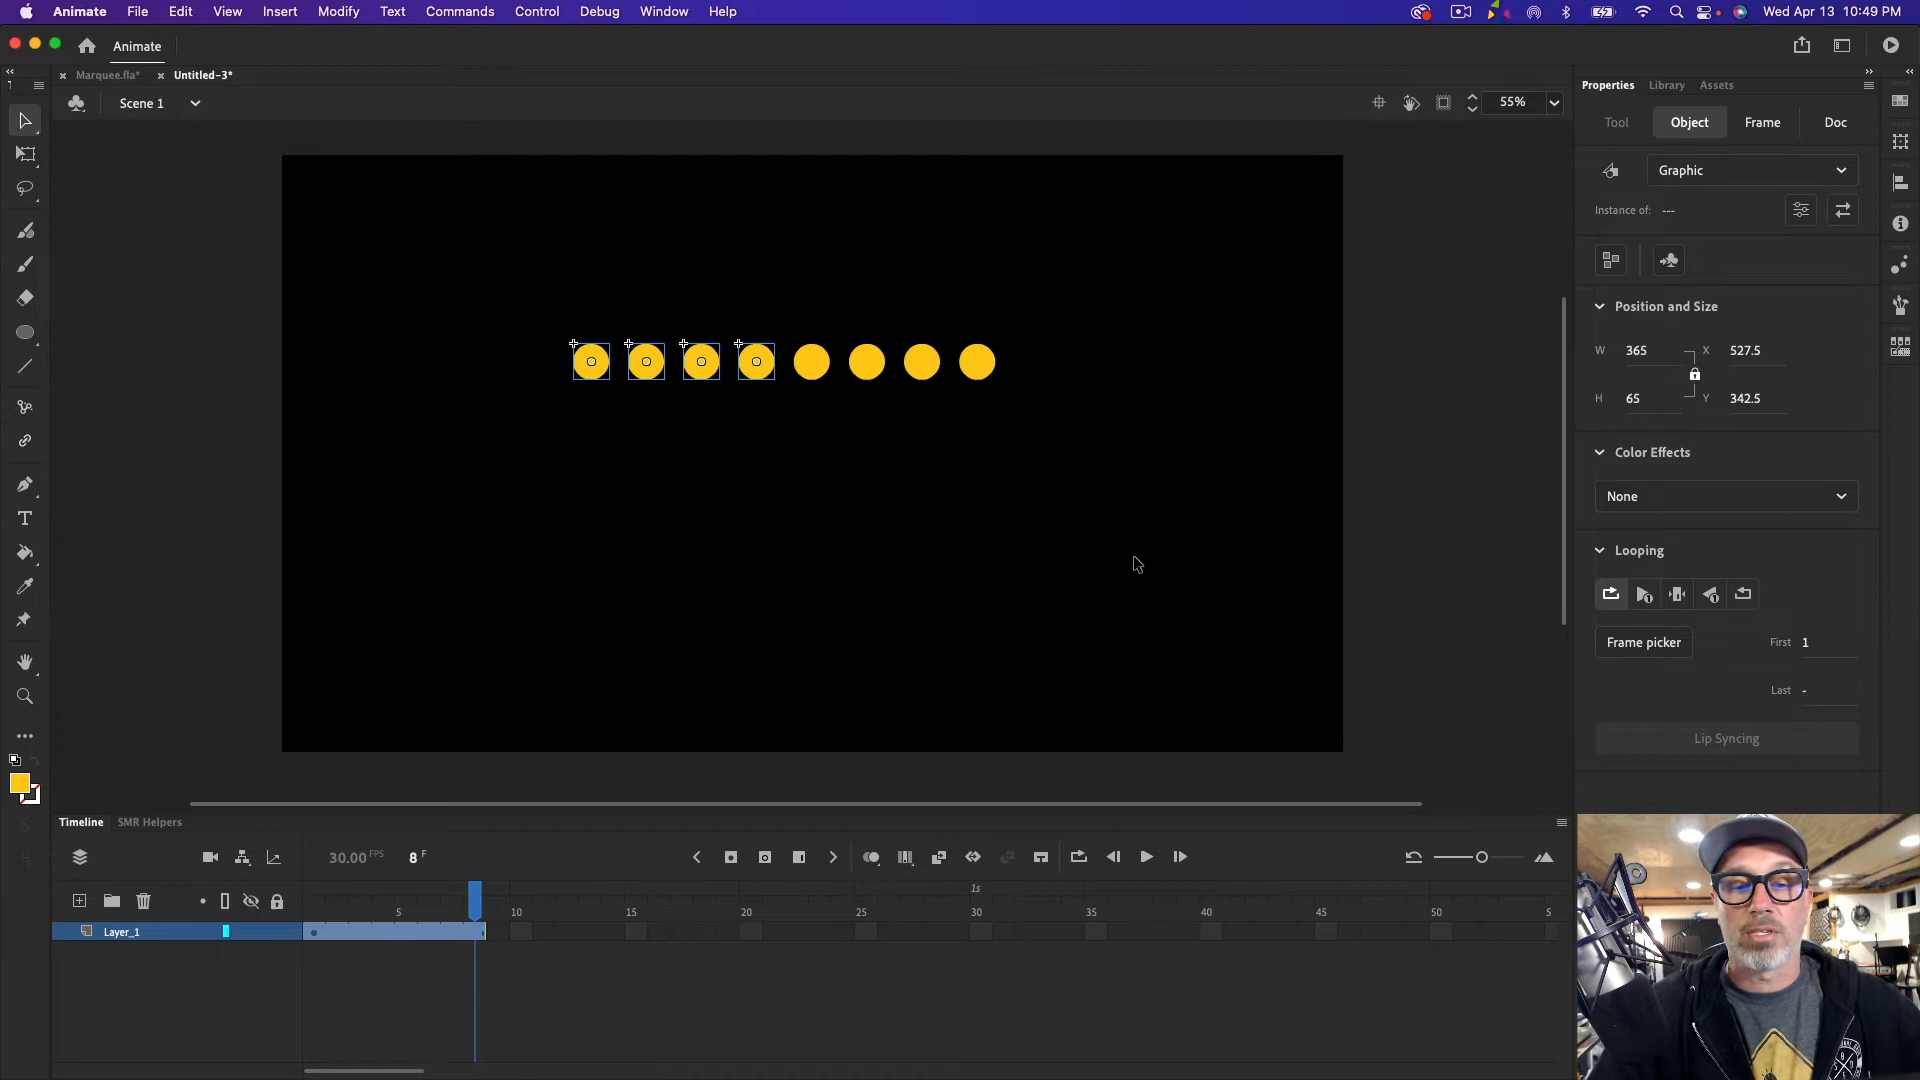 Animate File Edit View Insert Modify Text Commands Control Debug Window Help Wed Apr 13 10:49 PM
Animate
Marquee.fla* Untitled-3*
Scene 1 55%
Properties Library Assets
Tool Object Frame Doc
Graphic
Instance of: ---
Position and Size
W 365 X 527.5
H 65 Y 342.5
Color Effects
None
Looping
Frame picker First 1
Last -
Lip Syncing
Timeline SMR Helpers
30.00 FPS 8 F
1s
5 10 15 20 25 30 35 40 45 50 5
Layer_1